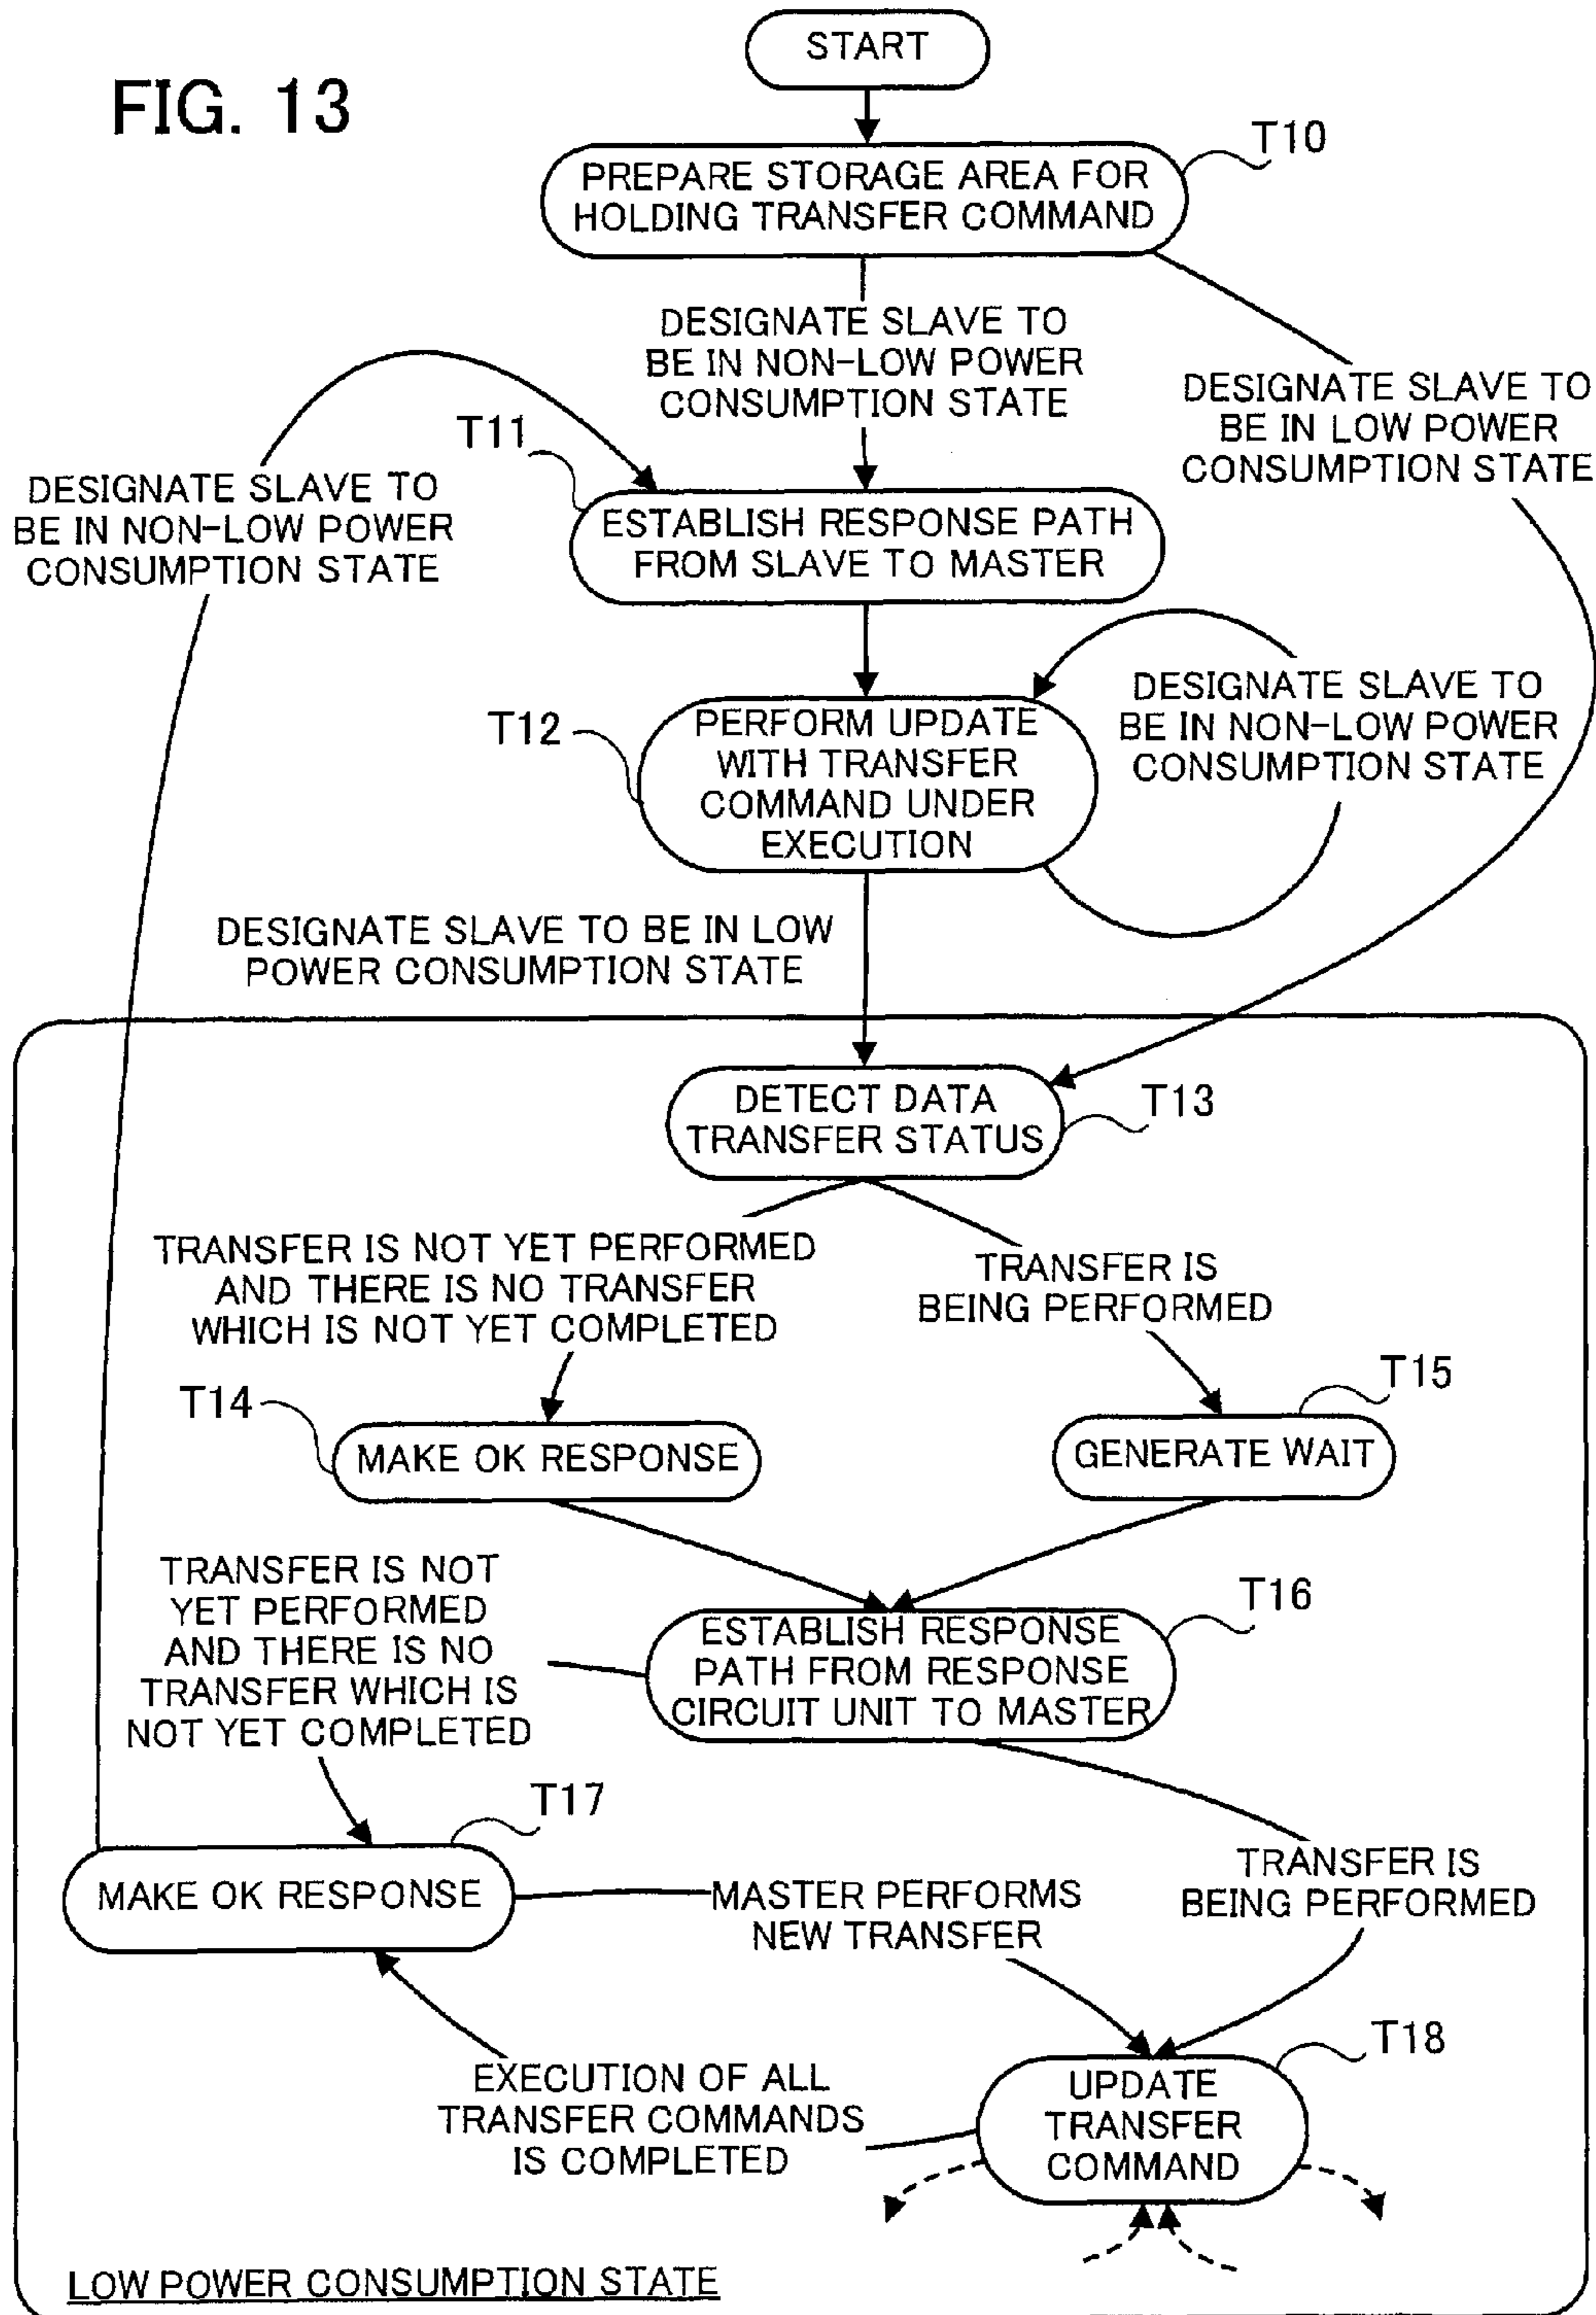 FIG. 13
START
T10
PREPARE STORAGE AREA FOR
HOLDING TRANSFER COMMAND
DESIGNATE SLAVE TO
BE IN NON-LOW POWER
CONSUMPTION STATE
DESIGNATE SLAVE TO
BE IN LOW POWER
CONSUMPTION STATE
T11
DESIGNATE SLAVE TO
BE IN NON-LOW POWER
CONSUMPTION STATE
ESTABLISH RESPONSE PATH
FROM SLAVE TO MASTER
T12
PERFORM UPDATE
WITH TRANSFER
COMMAND UNDER
EXECUTION
DESIGNATE SLAVE TO
BE IN NON-LOW POWER
CONSUMPTION STATE
DESIGNATE SLAVE TO BE IN LOW
POWER CONSUMPTION STATE
DETECT DATA
TRANSFER STATUS
T13
TRANSFER IS NOT YET PERFORMED
AND THERE IS NO TRANSFER
WHICH IS NOT YET COMPLETED
TRANSFER IS
BEING PERFORMED
T14
MAKE OK RESPONSE
T15
GENERATE WAIT
TRANSFER IS NOT
YET PERFORMED
AND THERE IS NO
TRANSFER WHICH IS
NOT YET COMPLETED
T16
ESTABLISH RESPONSE
PATH FROM RESPONSE
CIRCUIT UNIT TO MASTER
T17
MAKE OK RESPONSE
MASTER PERFORMS
NEW TRANSFER
TRANSFER IS
BEING PERFORMED
T18
EXECUTION OF ALL
TRANSFER COMMANDS
IS COMPLETED
UPDATE
TRANSFER
COMMAND
LOW POWER CONSUMPTION STATE